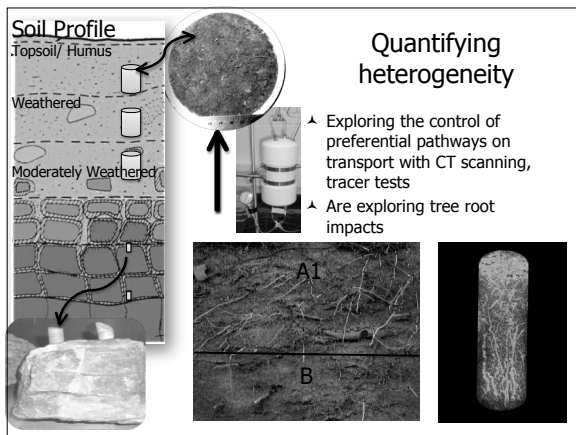 Soil Profile
Topsoil/ Humus
Weathered
Moderately Weathered
Quantifying
heterogeneity
Exploring the control of
preferential pathways on
transport with CT scanning,
tracer tests
Are exploring tree root
impacts
A1
B